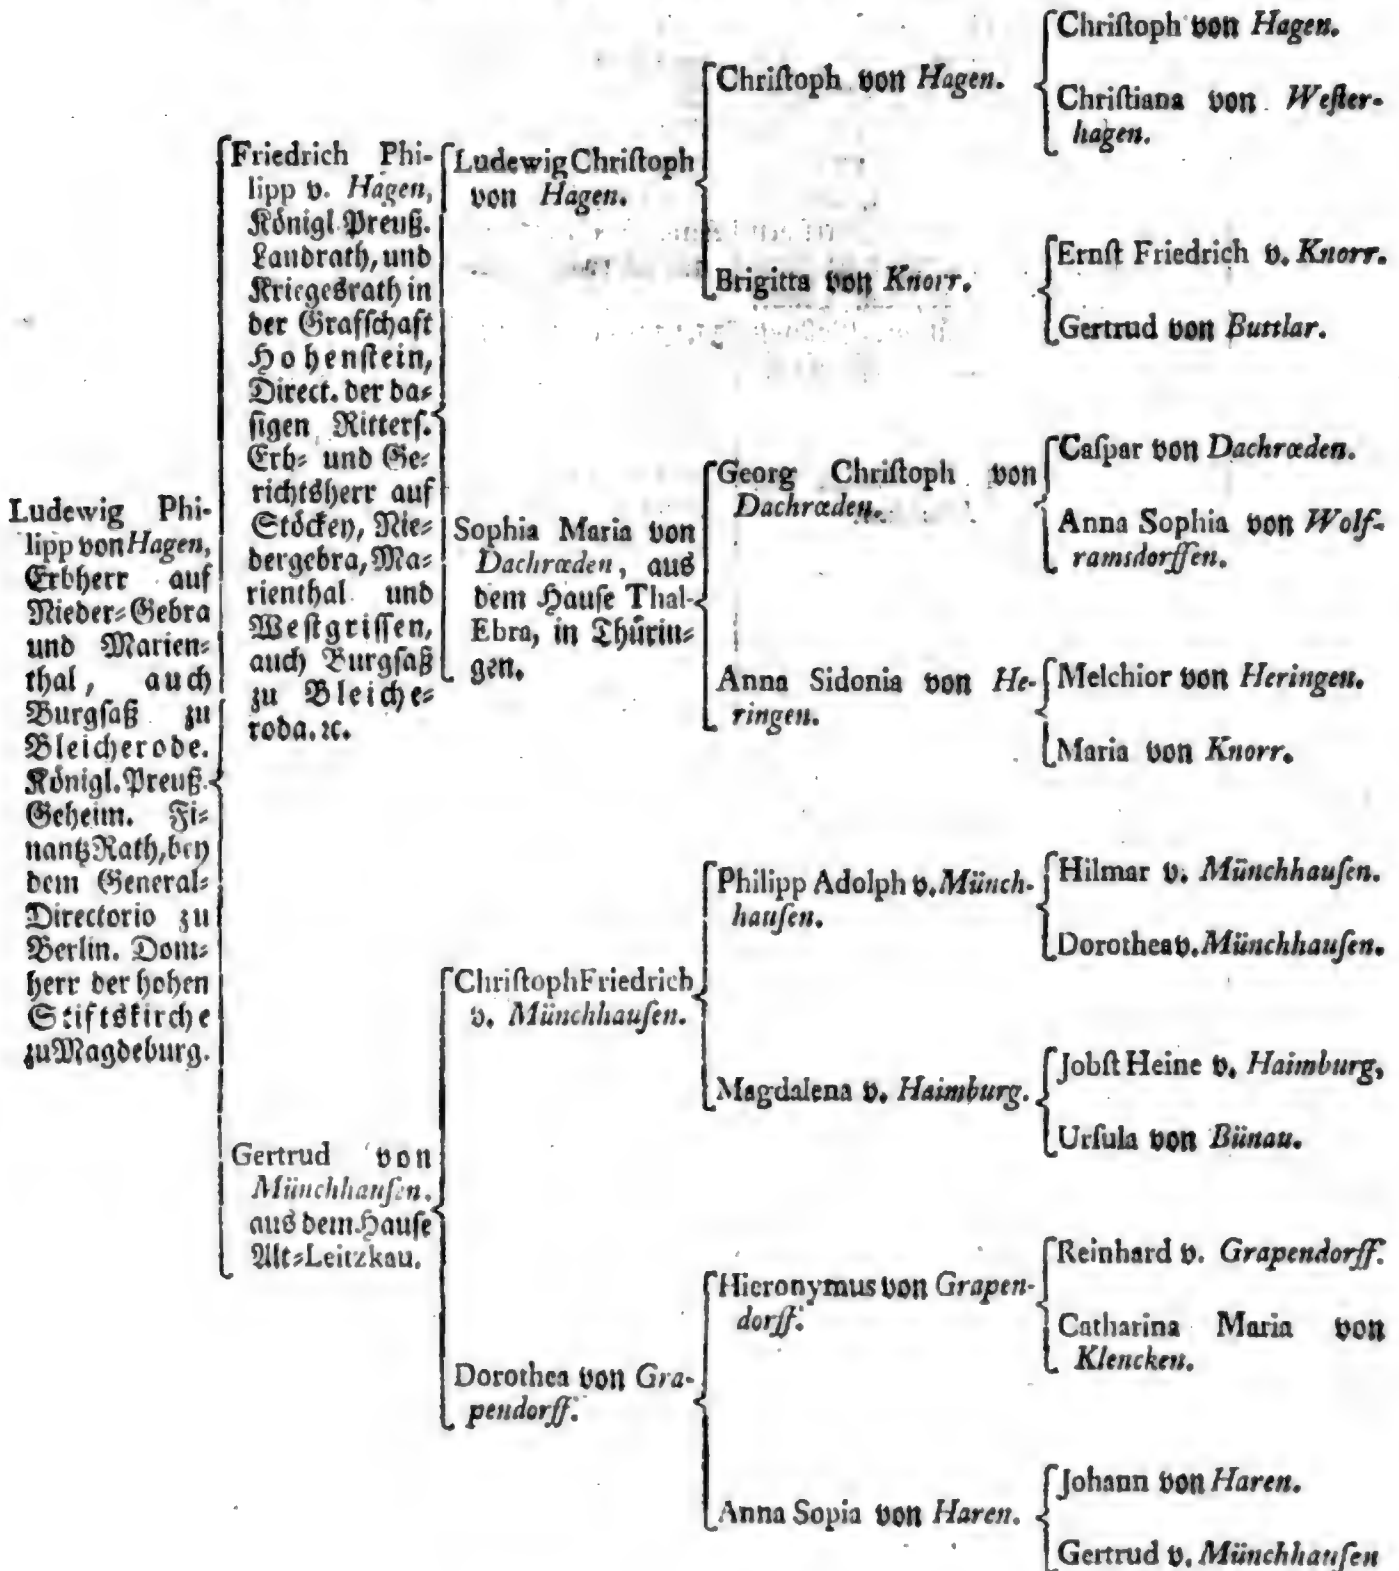 Ludewig Phi-
lipp von Hagen,
Erbherr auf
Nieder-Gebra
und Marien-
thal, auch
Burgsaß zu
Bleicherode.
Königl. Preuß.
Geheim. Fi-
nantz Rath, bey
dem General-
Directorio zu
Berlin. Dom-
herr der hohen
Stiftskirche
zu Magdeburg.
Friedrich Phi-
lipp v. Hagen,
Königl. Preuß.
Landrath, und
Kriegesrath in
der Grafschaft
Hohenstein,
Direct. der da-
sigen Ritters.
Erb- und Ge-
richtsherr auf
Stöcken, Nie-
dergebra, Ma-
rienthal und
Westgrissen,
auch Burgsaß
zu Bleiche-
roda. ꝛc.
Gertrud von
Münchhauſen.
aus dem Hauſe
Alt-Leitzkau.
Ludewig Chriſtoph
von Hagen.
Sophia Maria von
Dachrœden, aus
dem Hauſe Thal-
Ebra, in Thürin-
gen.
Chriſtoph Friedrich
v. Münchhauſen.
Dorothea von Gra-
pendorff.
Chriſtoph von Hagen.
Brigitta von Knorr.
Georg Chriſtoph von
Dachrœden.
Anna Sidonia von He-
ringen.
Philipp Adolph v. Münch-
hauſen.
Magdalena v. Haimburg.
Hieronymus von Grapen-
dorff.
Anna Sopia von Haren.
Chriſtoph von Hagen.
Chriſtiana von Weſter-
hagen.
Ernſt Friedrich v. Knorr.
Gertrud von Buttlar.
Caſpar von Dachrœden.
Anna Sophia von Wolf-
ramsdorffen.
Melchior von Heringen.
Maria von Knorr.
Hilmar v. Münchhauſen.
Dorothea v. Münchhauſen.
Jobſt Heine v. Haimburg,
Urſula von Bünau.
Reinhard v. Grapendorff.
Catharina Maria von
Klencken.
Johann von Haren.
Gertrud v. Münchhauſen